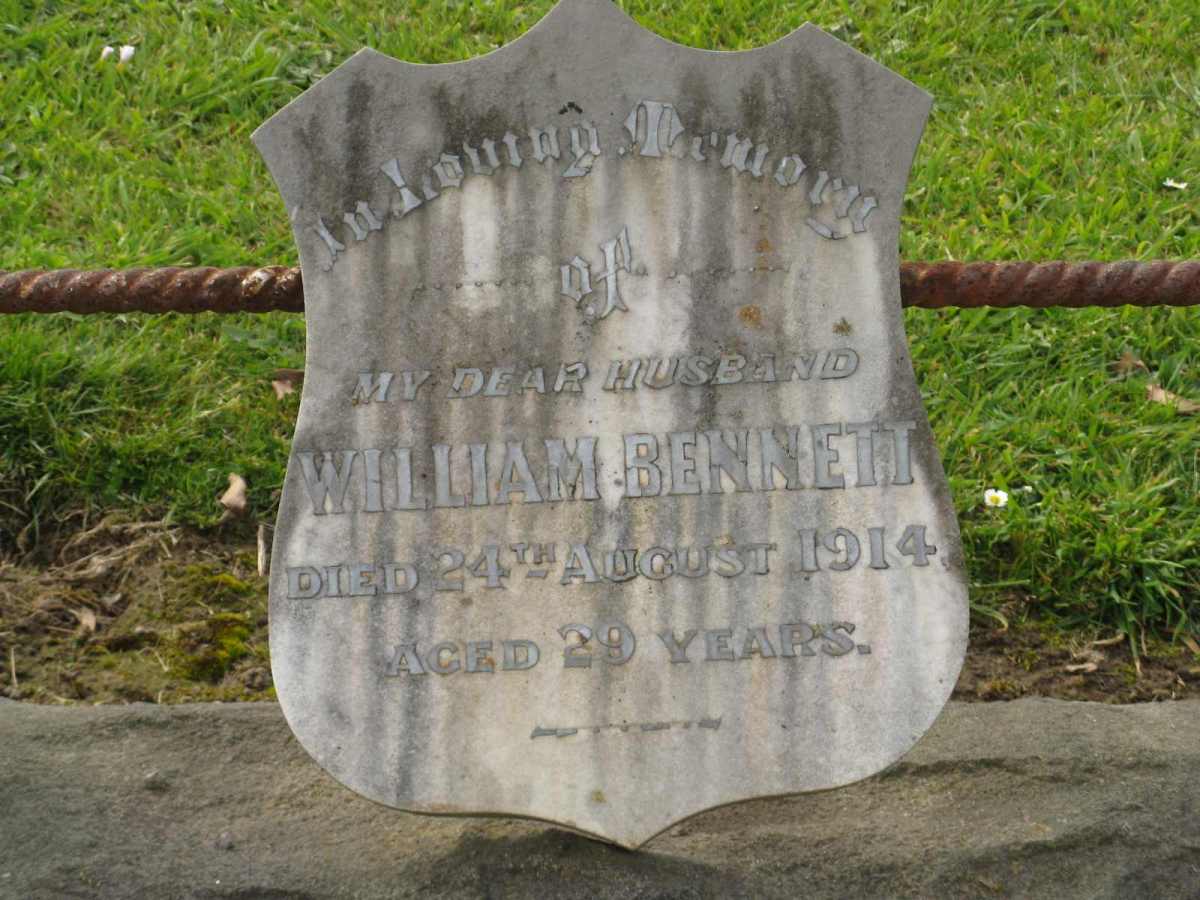 In Loving Memory
of
MY DEAR HUSBAND
WILLIAM BENNETT
DIED 24TH AUGUST 1914.
AGED 29 YEARS.